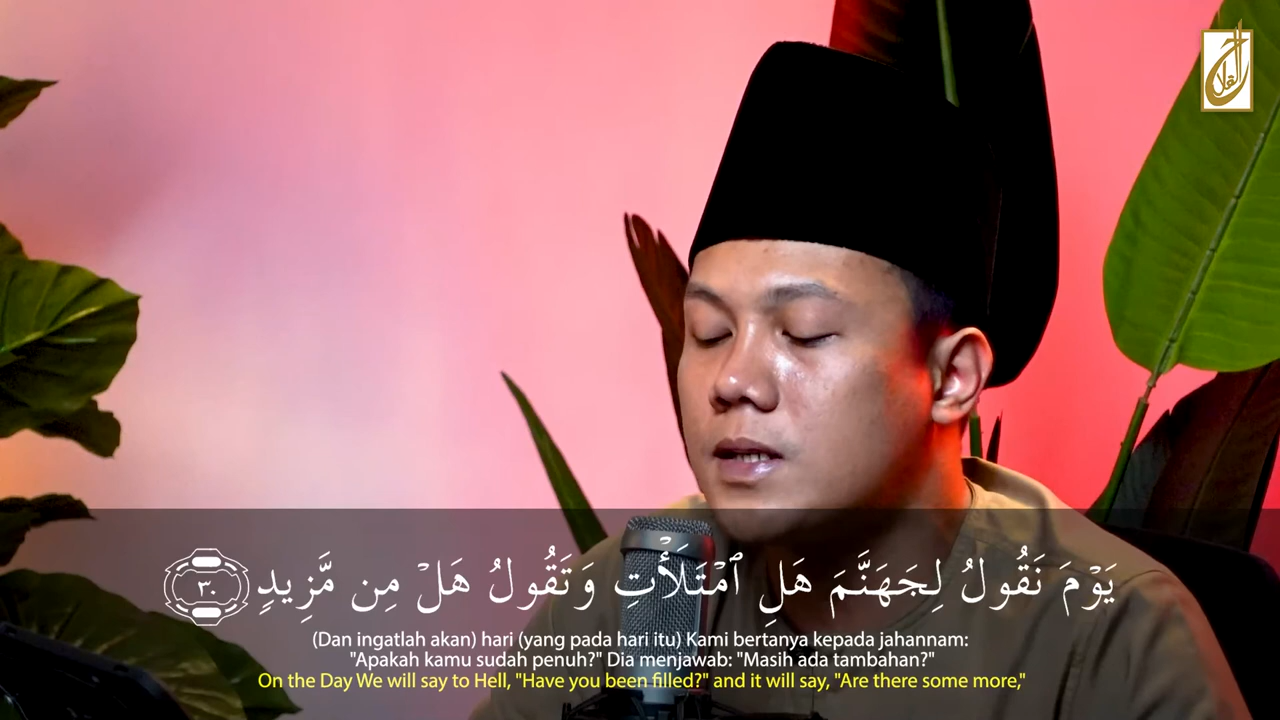 يَوْمَ نَقُولُ لِجَهَنَّمَ هَلِ ٱمْتَلَأْتِ وَتَقُولُ هَلْ مِن مَّزِيدٍ ٣٠
(Dan ingatlah akan) hari (yang pada hari itu) Kami bertanya kepada jahannam:
"Apakah kamu sudah penuh?" Dia menjawab: "Masih ada tambahan?"
On the Day We will say to Hell, "Have you been filled?" and it will say, "Are there some more,"